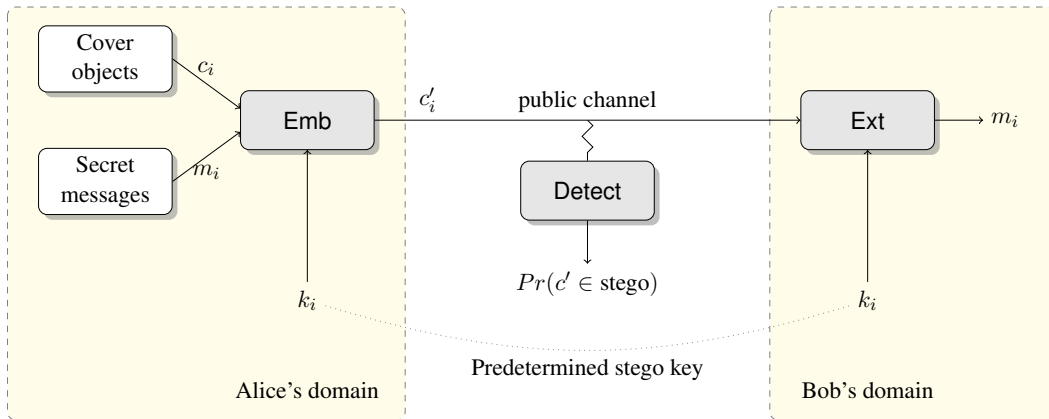 Cover
objects
c_i
Emb
c'_i
public channel
Ext
m_i
Secret
messages
m_i
Detect
Pr(c' ∈ stego)
k_i
k_i
Predetermined stego key
Alice's domain
Bob's domain